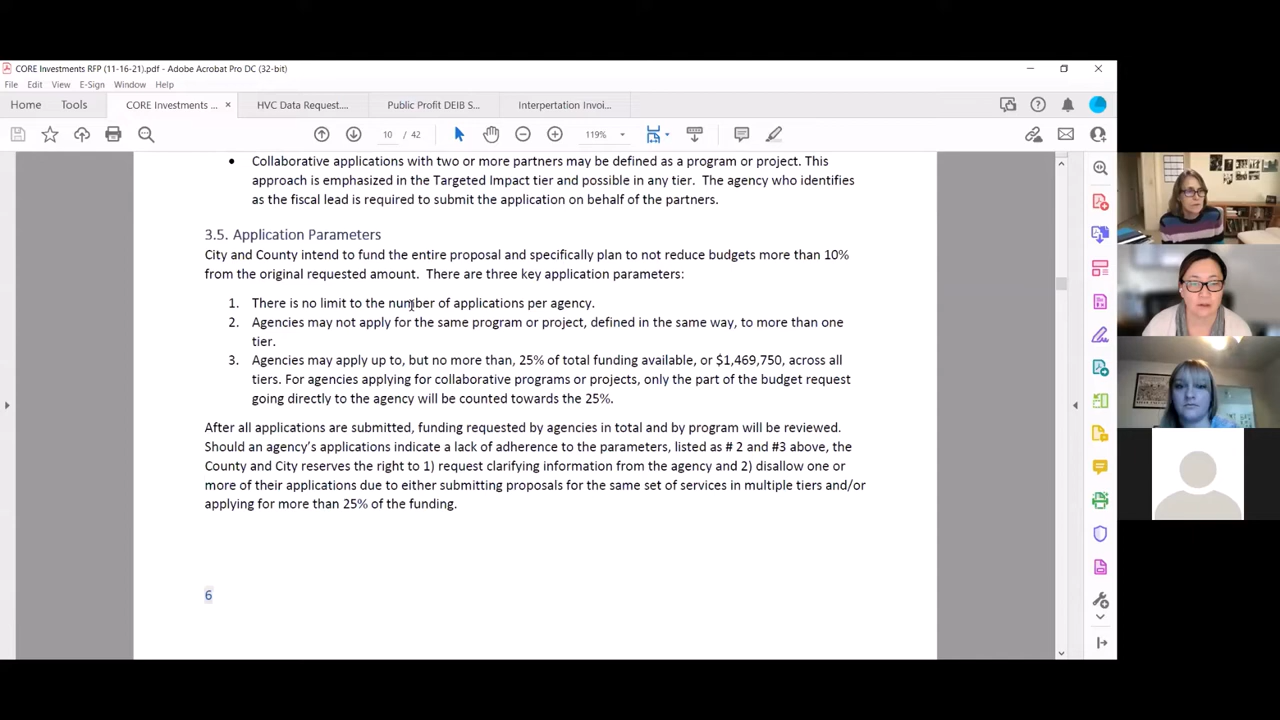 CORE Investments RFP (11-16-21).pdf - Adobe Acrobat Pro DC (32-bit)
File Edit View E-Sign Window Help
Home Tools CORE Investments ... × HVC Data Request.... Public Profit DEIB S... Interpertation Invoi...
10 / 42 119%
• Collaborative applications with two or more partners may be defined as a program or project. This
approach is emphasized in the Targeted Impact tier and possible in any tier. The agency who identifies
as the fiscal lead is required to submit the application on behalf of the partners.
3.5. Application Parameters
City and County intend to fund the entire proposal and specifically plan to not reduce budgets more than 10%
from the original requested amount. There are three key application parameters:
1. There is no limit to the number of applications per agency.
2. Agencies may not apply for the same program or project, defined in the same way, to more than one
tier.
3. Agencies may apply up to, but no more than, 25% of total funding available, or $1,469,750, across all
tiers. For agencies applying for collaborative programs or projects, only the part of the budget request
going directly to the agency will be counted towards the 25%.
After all applications are submitted, funding requested by agencies in total and by program will be reviewed.
Should an agency's applications indicate a lack of adherence to the parameters, listed as # 2 and #3 above, the
County and City reserves the right to 1) request clarifying information from the agency and 2) disallow one or
more of their applications due to either submitting proposals for the same set of services in multiple tiers and/or
applying for more than 25% of the funding.
6